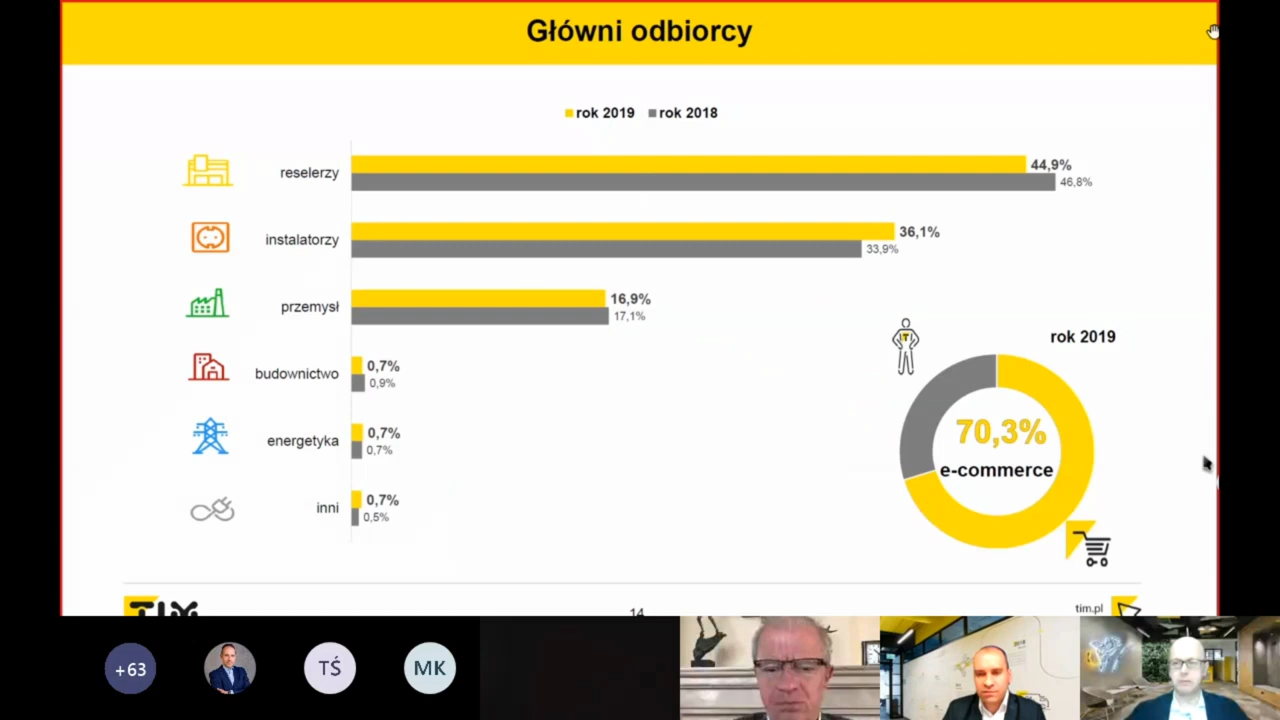 Główni odbiorcy
rok 2019 rok 2018
reselerzy 44,9%
46,8%
instalatorzy 36,1%
33,9%
przemysł 16,9%
17,1%
budownictwo 0,7%
0,9%
energetyka 0,7%
0,7%
inni 0,7%
0,5%
rok 2019
T
70,3%
e-commerce
TIM 14 tim.pl
+63 TŚ MK